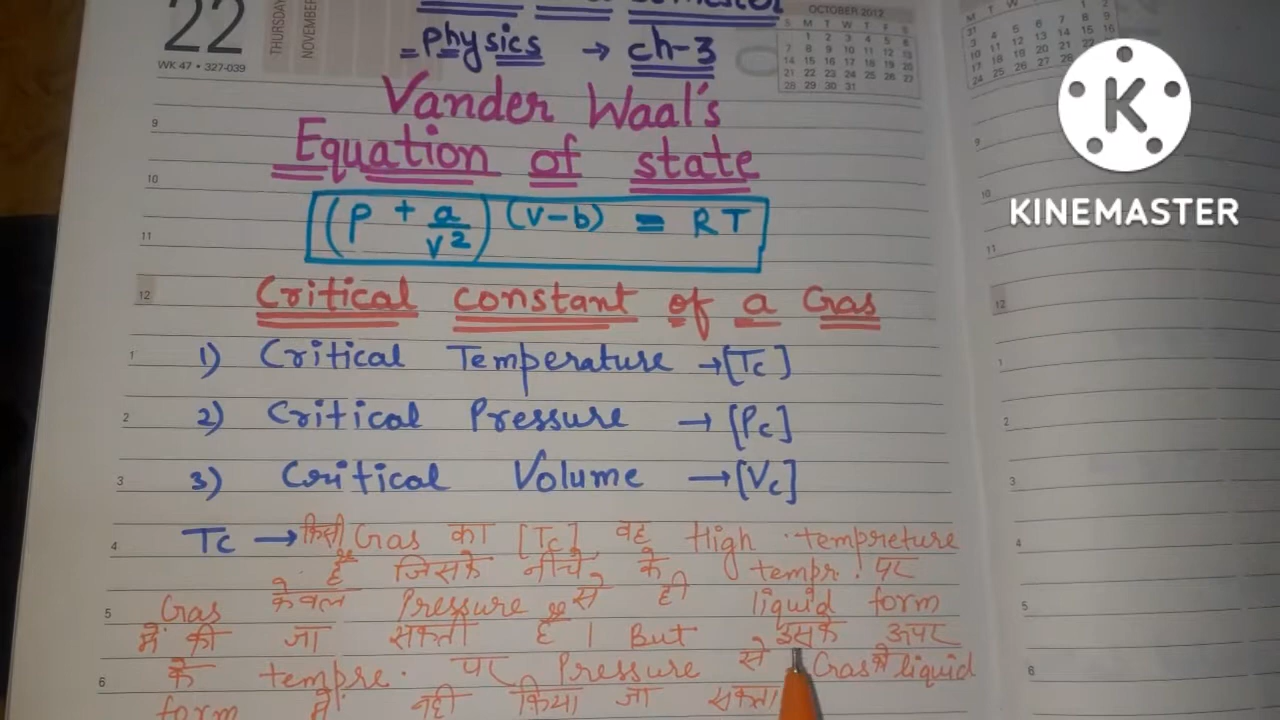 22
THURSDAY
NOVEMBER
WK 47 • 327-039
OCTOBER 2012
physics → ch-3
Vander Waal's
Equation of state
(P + a/v²) (v-b) = RT
Critical constant of a Gas
1) Critical Temperature → [Tc]
2) Critical Pressure → [Pc]
3) Critical Volume → [Vc]
Tc → किसी Gas का [Tc] वह High tempreture
है जिसके नीचे के tempr. पर
Gas केवल Pressure से ही liquid form
में की जा सकती है । But उसके ऊपर
के tempre. पर Pressure से Gas को liquid
form में नही किया जा सकता
KINEMASTER